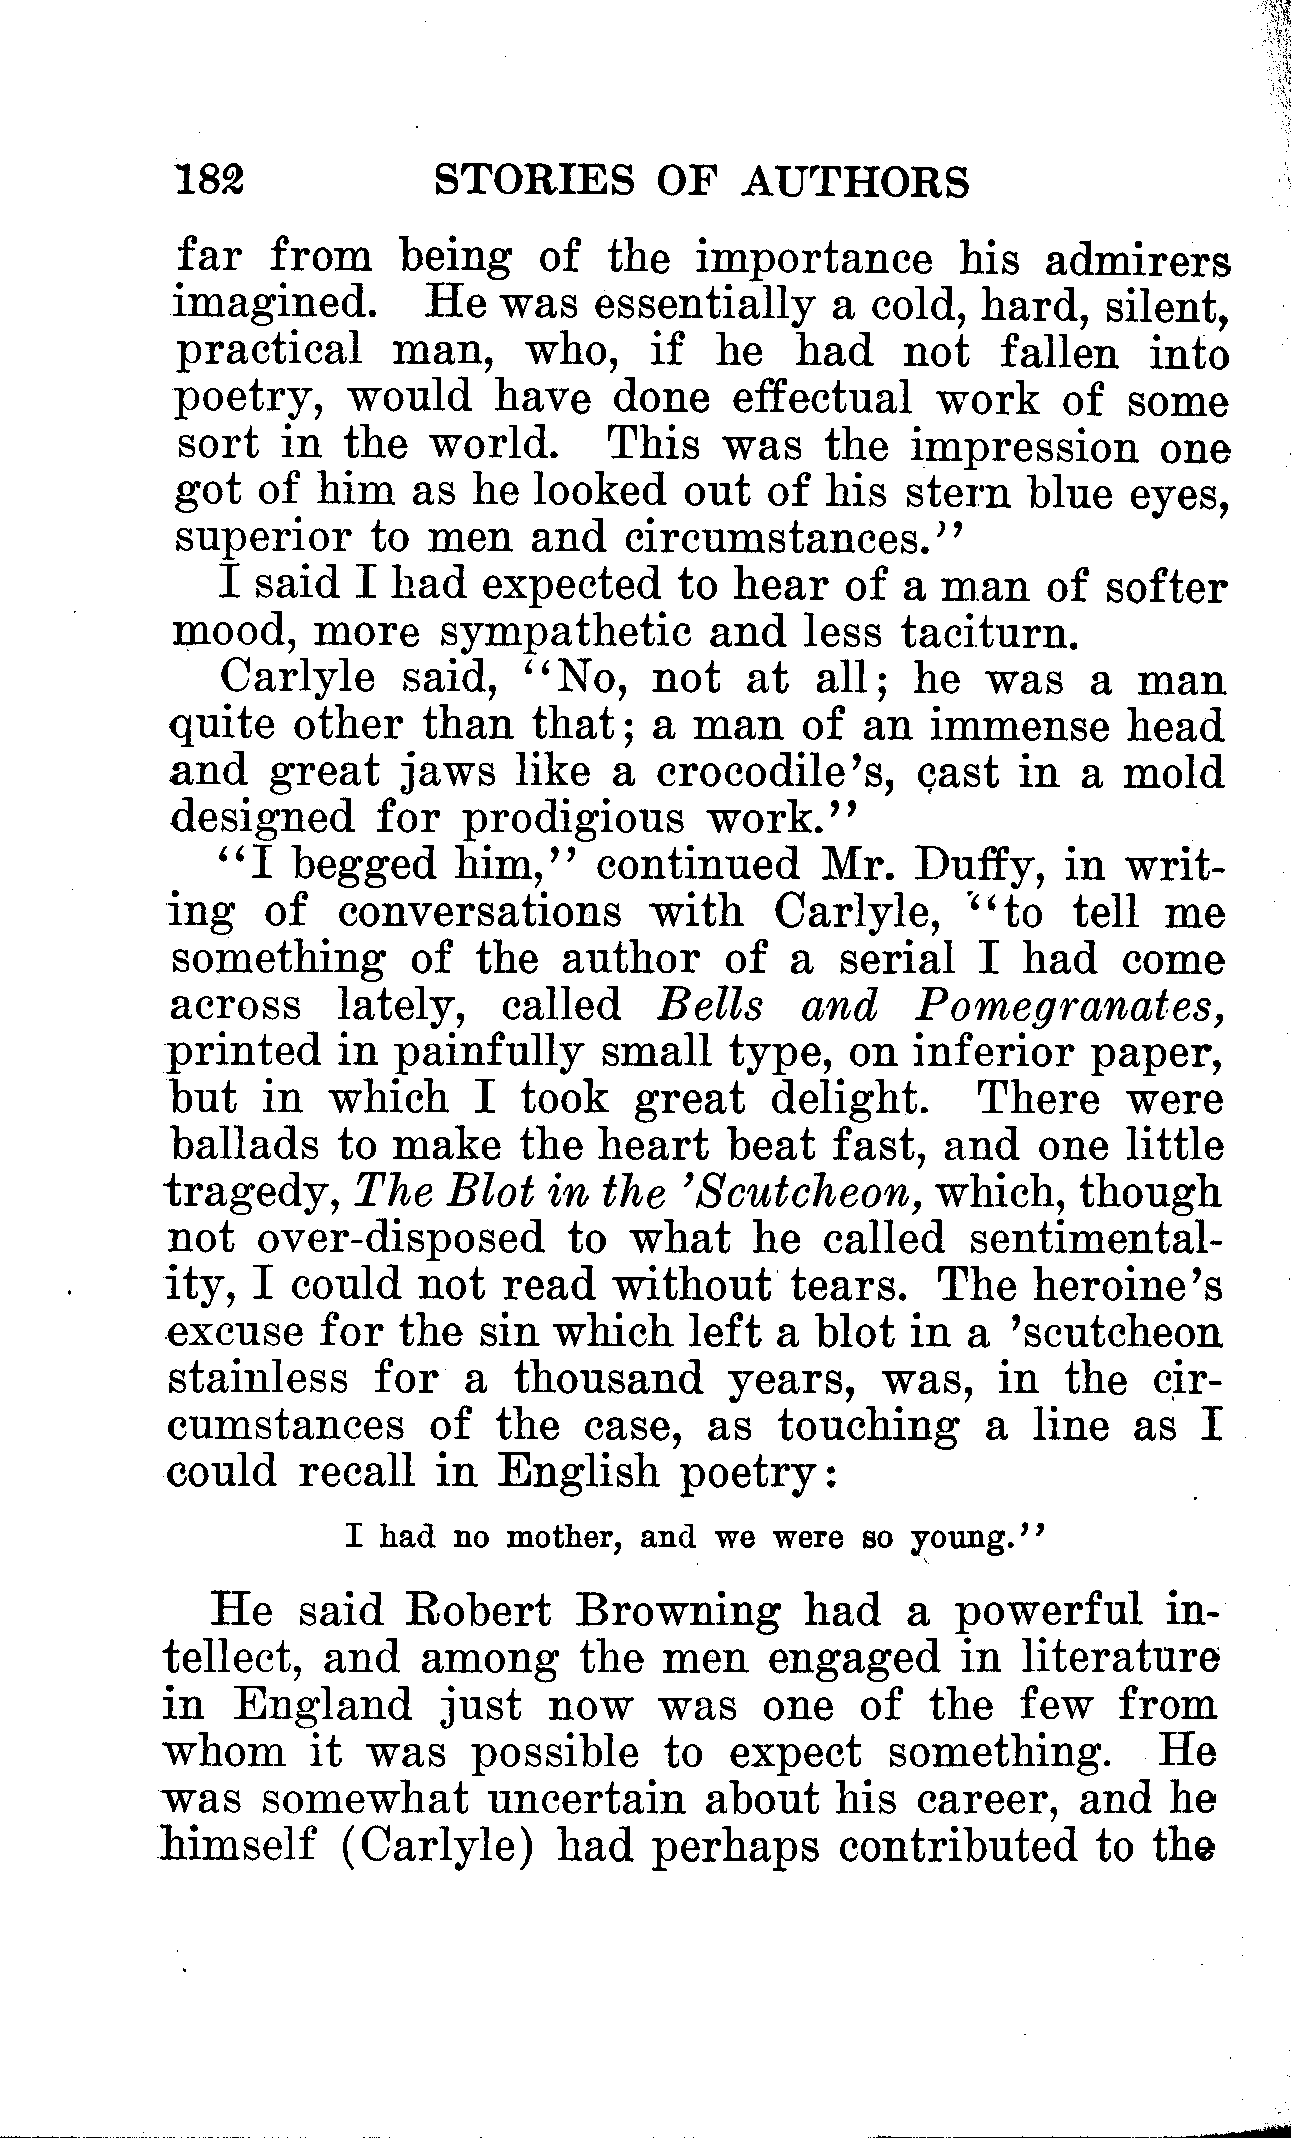 182 STORIES OF AUTHORS
far from being of the importance his admirers
imagined. He was essentially a cold, hard, silent,
practical man, who, if he had not fallen into
poetry, would have done effectual work of some
sort in the world. This was the impression one
got of him as he looked out of his stern blue eyes,
superior to men and circumstances.''
I said I had expected to hear of a man of softer
mood, more sympathetic and less taciturn.
Carlyle said, ''No, not at all; he was a man
quite other than that; a man of an immense head
and great jaws like a crocodile's, cast in a mold
designed for prodigious work.''
''I begged him,'' continued Mr. Duffy, in writ-
ing of conversations with Carlyle, ''to tell me
something of the author of a serial I had come
across lately, called Bells and Pomegranates,
printed in painfully small type, on inferior paper,
but in which I took great delight. There were
ballads to make the heart beat fast, and one little
tragedy, The Blot in the 'Scutcheon, which, though
not over-disposed to what he called sentimental-
ity, I could not read without tears. The heroine's
excuse for the sin which left a blot in a 'scutcheon
stainless for a thousand years, was, in the cir-
cumstances of the case, as touching a line as I
could recall in English poetry:
I had no mother, and we were so young.''
He said Robert Browning had a powerful in-
tellect, and among the men engaged in literature
in England just now was one of the few from
whom it was possible to expect something. He
was somewhat uncertain about his career, and he
himself (Carlyle) had perhaps contributed to the